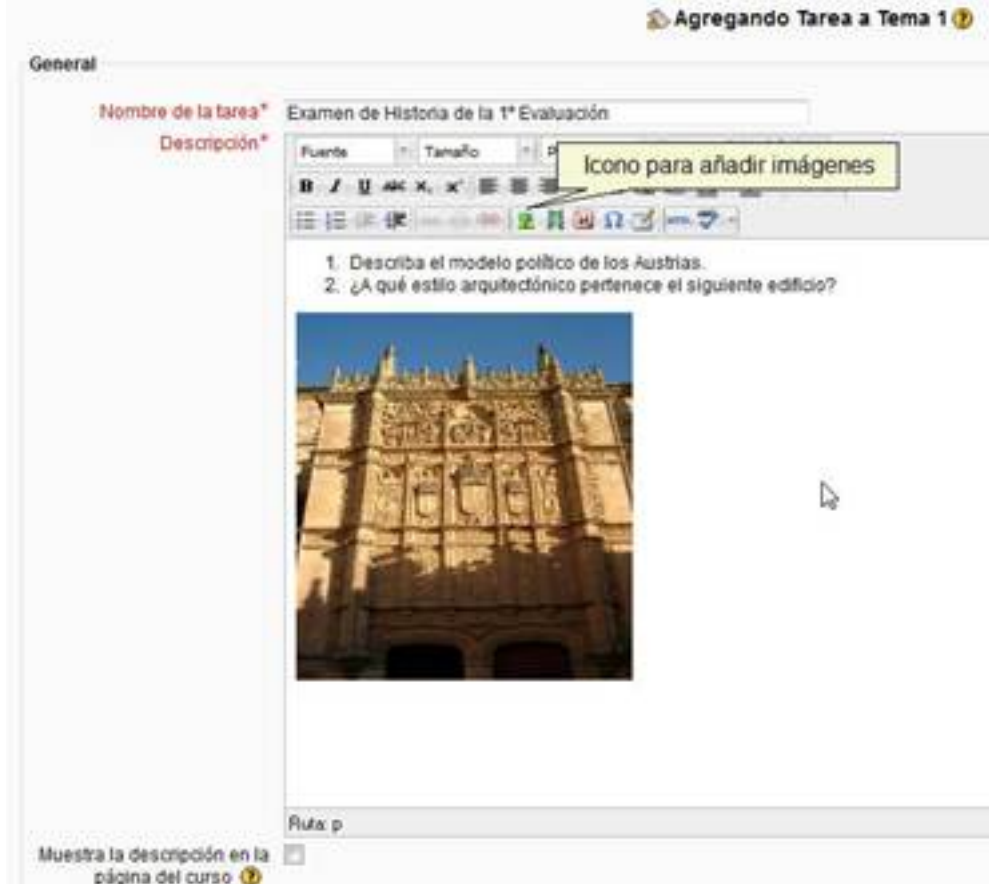 Agregando Tarea a Tema 1
General
Nombre de la tarea* Examen de Historia de la 1ª Evaluación
Descripción*
Fuente Tamaño P
Icono para añadir imágenes
B I U ABC x, x'
Ω HTML
1. Describa el modelo político de los Austrias.
2. ¿A qué estilo arquitectónico pertenece el siguiente edificio?
Ruta: p
Muestra la descripción en la
página del curso